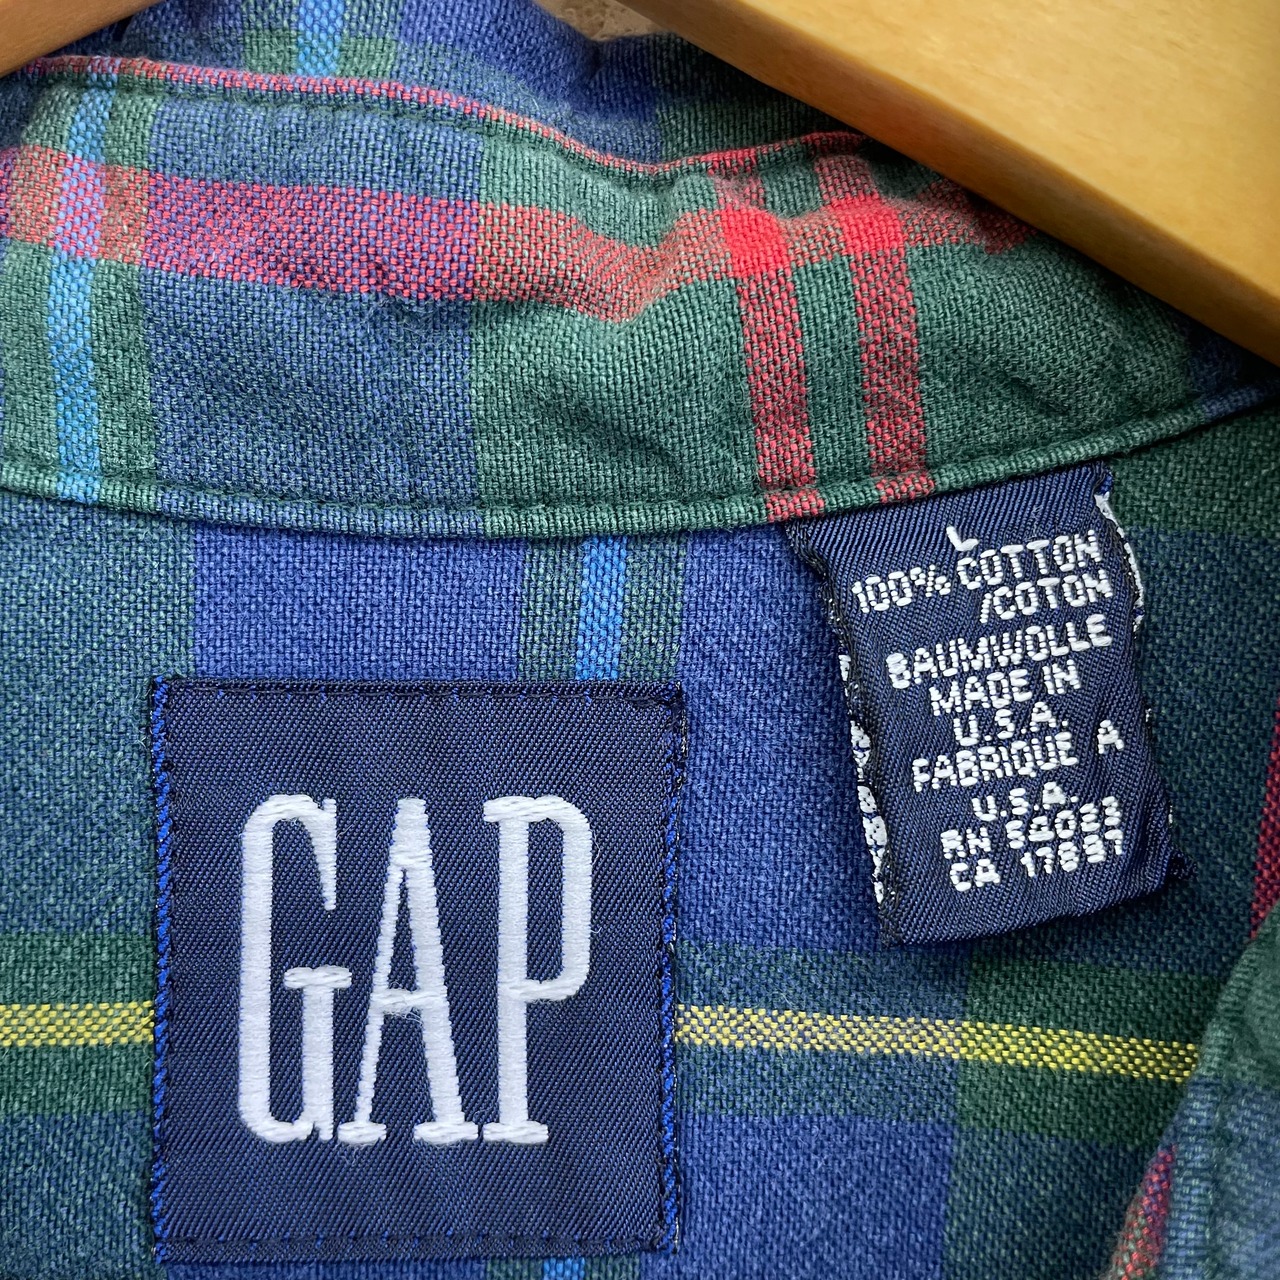 GAP
L
100% COTTON
/COTON
BAUMWOLLE
MADE IN
U.S.A.
FABRIQUE A
U.S.A.
RN 54023
CA 17897